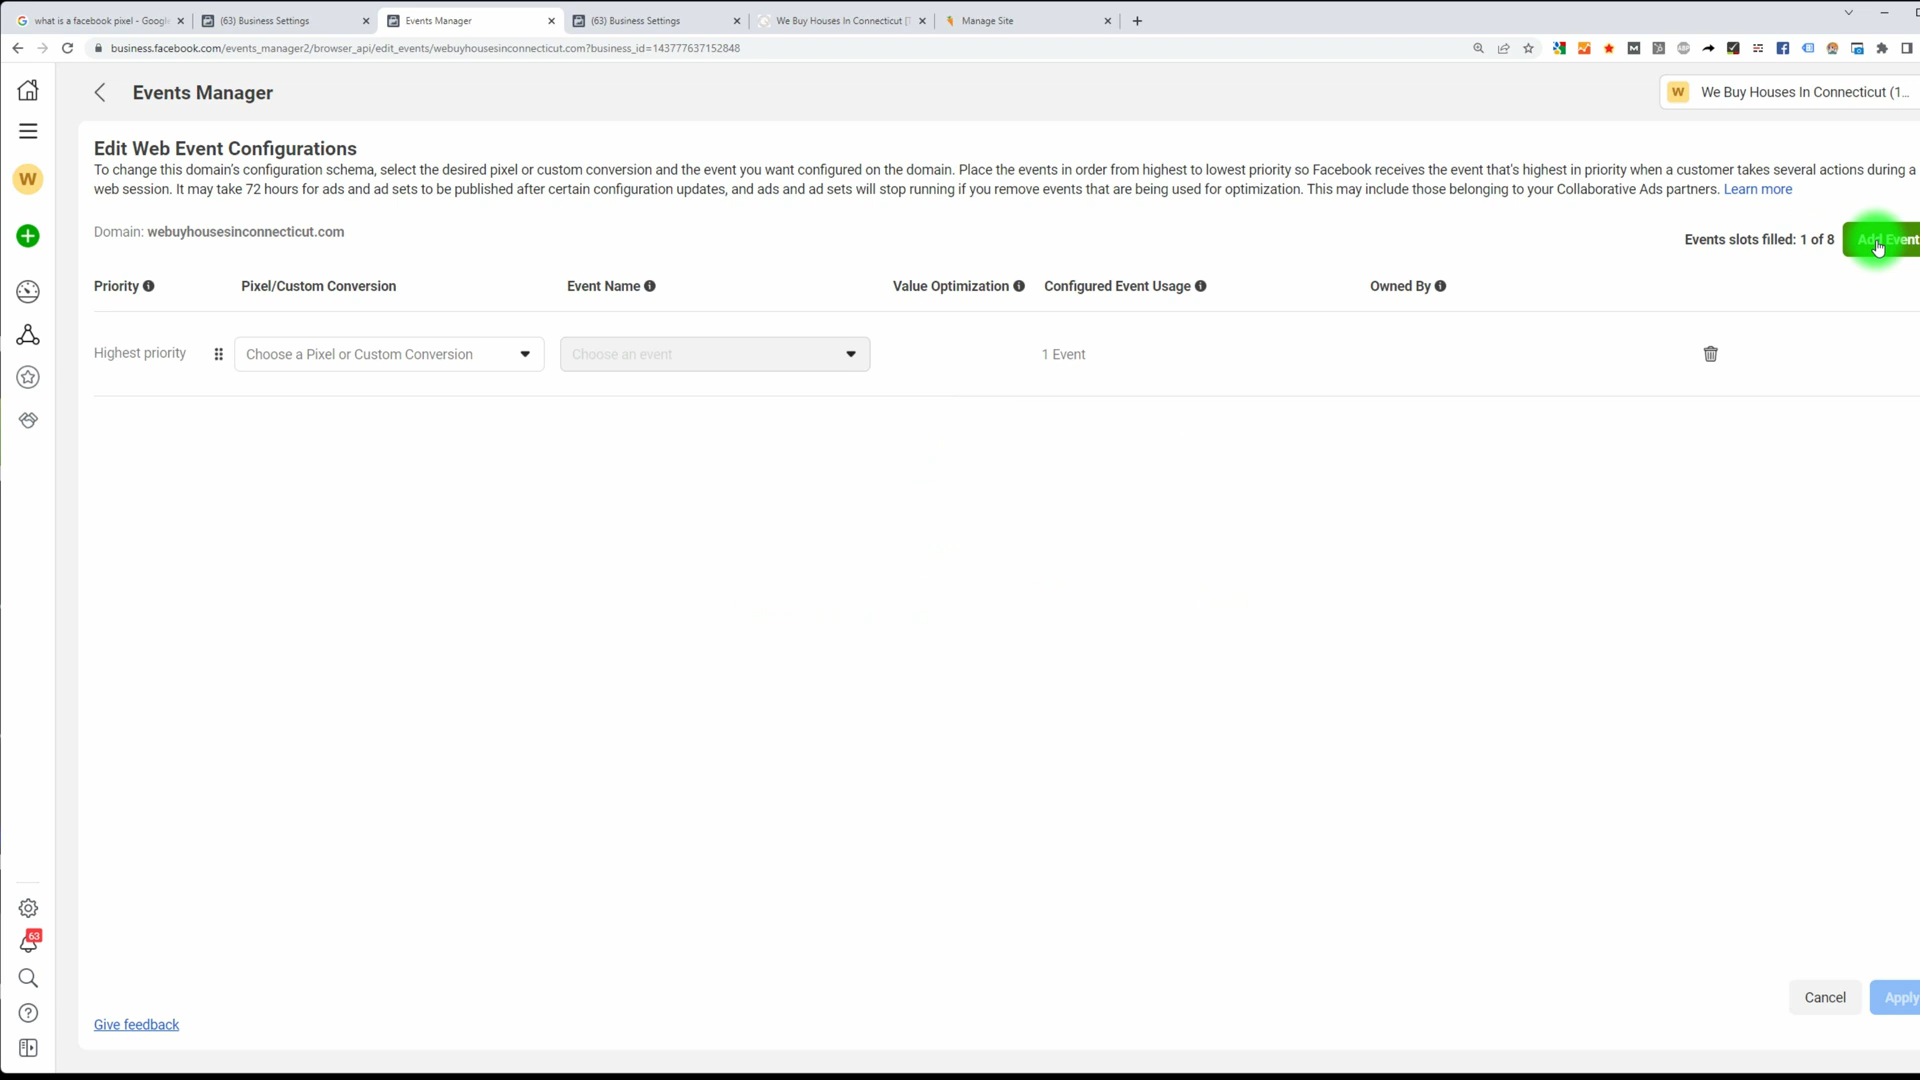 what is a facebook pixel - Googl
(63) Business Settings
Events Manager
(63) Business Settings
We Buy Houses In Connecticut [
Manage Site
business.facebook.com/events_manager2/browser_api/edit_events/webuyhousesinconnecticut.com?business_id=143777637152848
Events Manager
W We Buy Houses In Connecticut (1...
Edit Web Event Configurations
To change this domain's configuration schema, select the desired pixel or custom conversion and the event you want configured on the domain. Place the events in order from highest to lowest priority so Facebook receives the event that's highest in priority when a customer takes several actions during a
web session. It may take 72 hours for ads and ad sets to be published after certain configuration updates, and ads and ad sets will stop running if you remove events that are being used for optimization. This may include those belonging to your Collaborative Ads partners. Learn more
W
Domain: webuyhousesinconnecticut.com
Events slots filled: 1 of 8
Add Event
Priority Pixel/Custom Conversion Event Name Value Optimization Configured Event Usage Owned By
Highest priority Choose a Pixel or Custom Conversion Choose an event 1 Event
63
Cancel
Apply
Give feedback